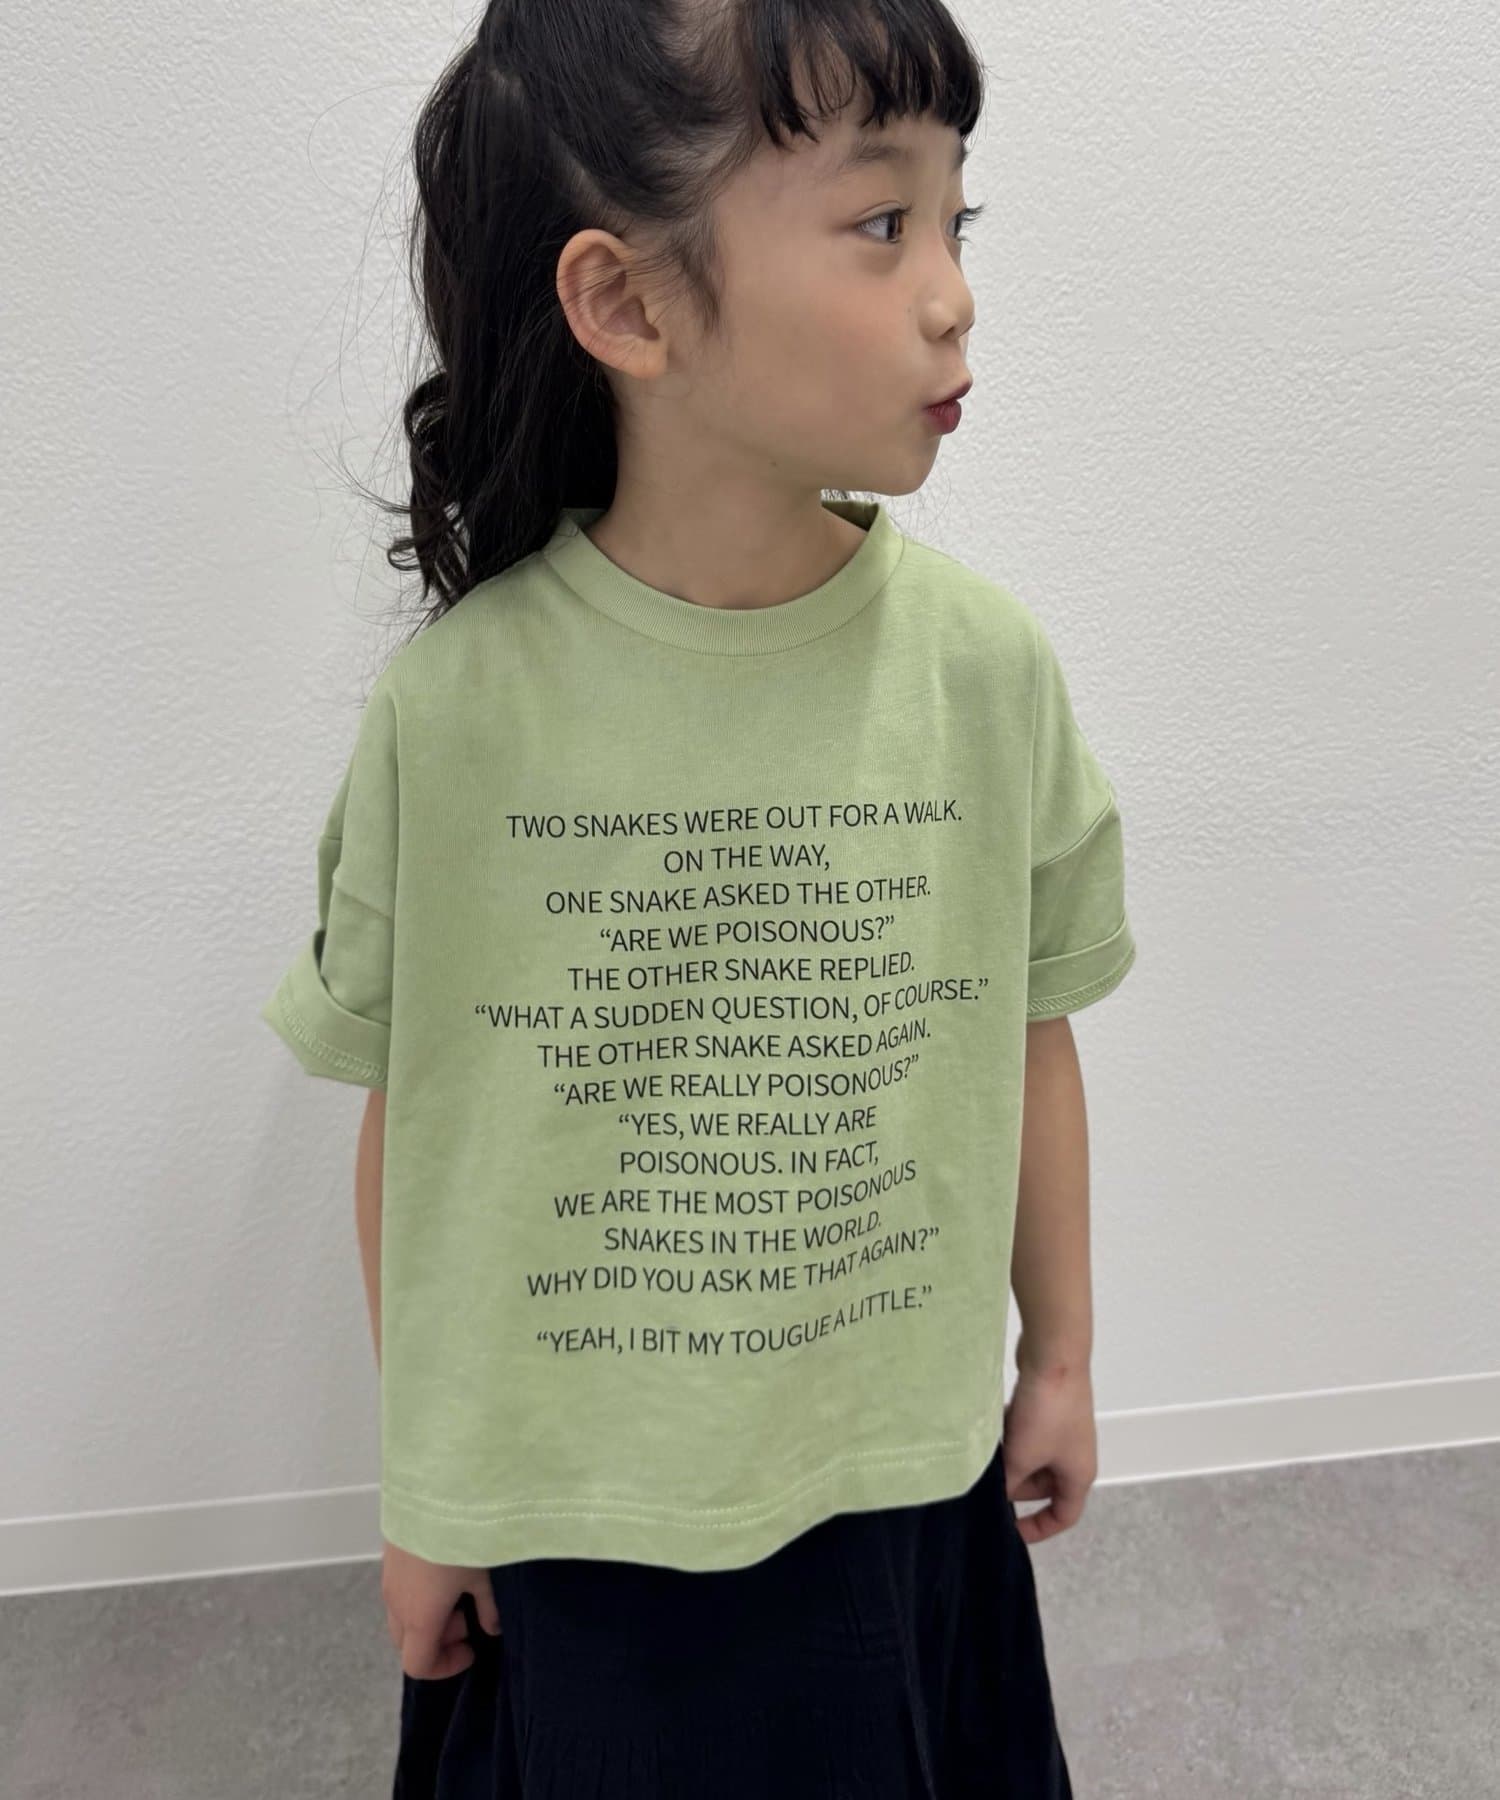 TWO SNAKES WERE OUT FOR A WALK.
ON THE WAY,
ONE SNAKE ASKED THE OTHER.
“ARE WE POISONOUS?”
THE OTHER SNAKE REPLIED.
“WHAT A SUDDEN QUESTION, OF COURSE.”
THE OTHER SNAKE ASKED AGAIN.
“ARE WE REALLY POISONOUS?”
“YES, WE REALLY ARE
POISONOUS. IN FACT,
WE ARE THE MOST POISONOUS
SNAKES IN THE WORLD.
WHY DID YOU ASK ME THAT AGAIN?”
“YEAH, I BIT MY TOUGUE A LITTLE.”